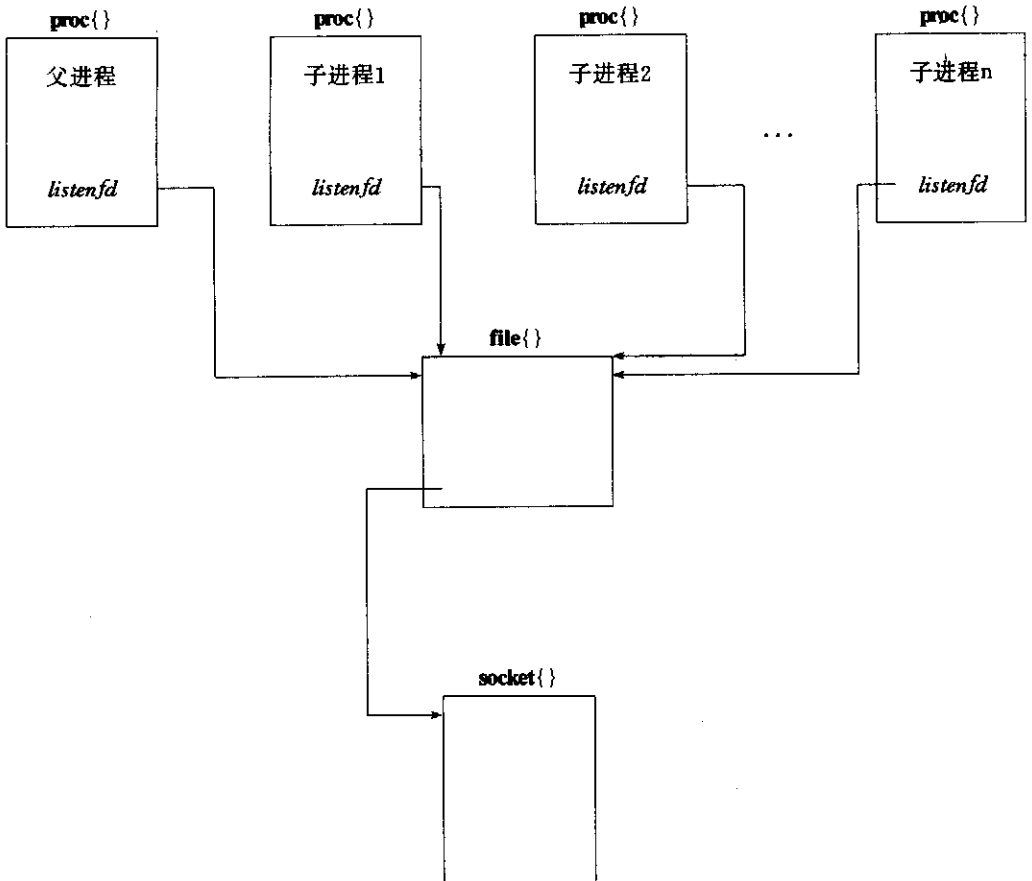 proc{} proc{} proc{} proc{}
父进程 子进程1 子进程2 子进程n
...
listenfd listenfd listenfd listenfd
file{}
socket{}